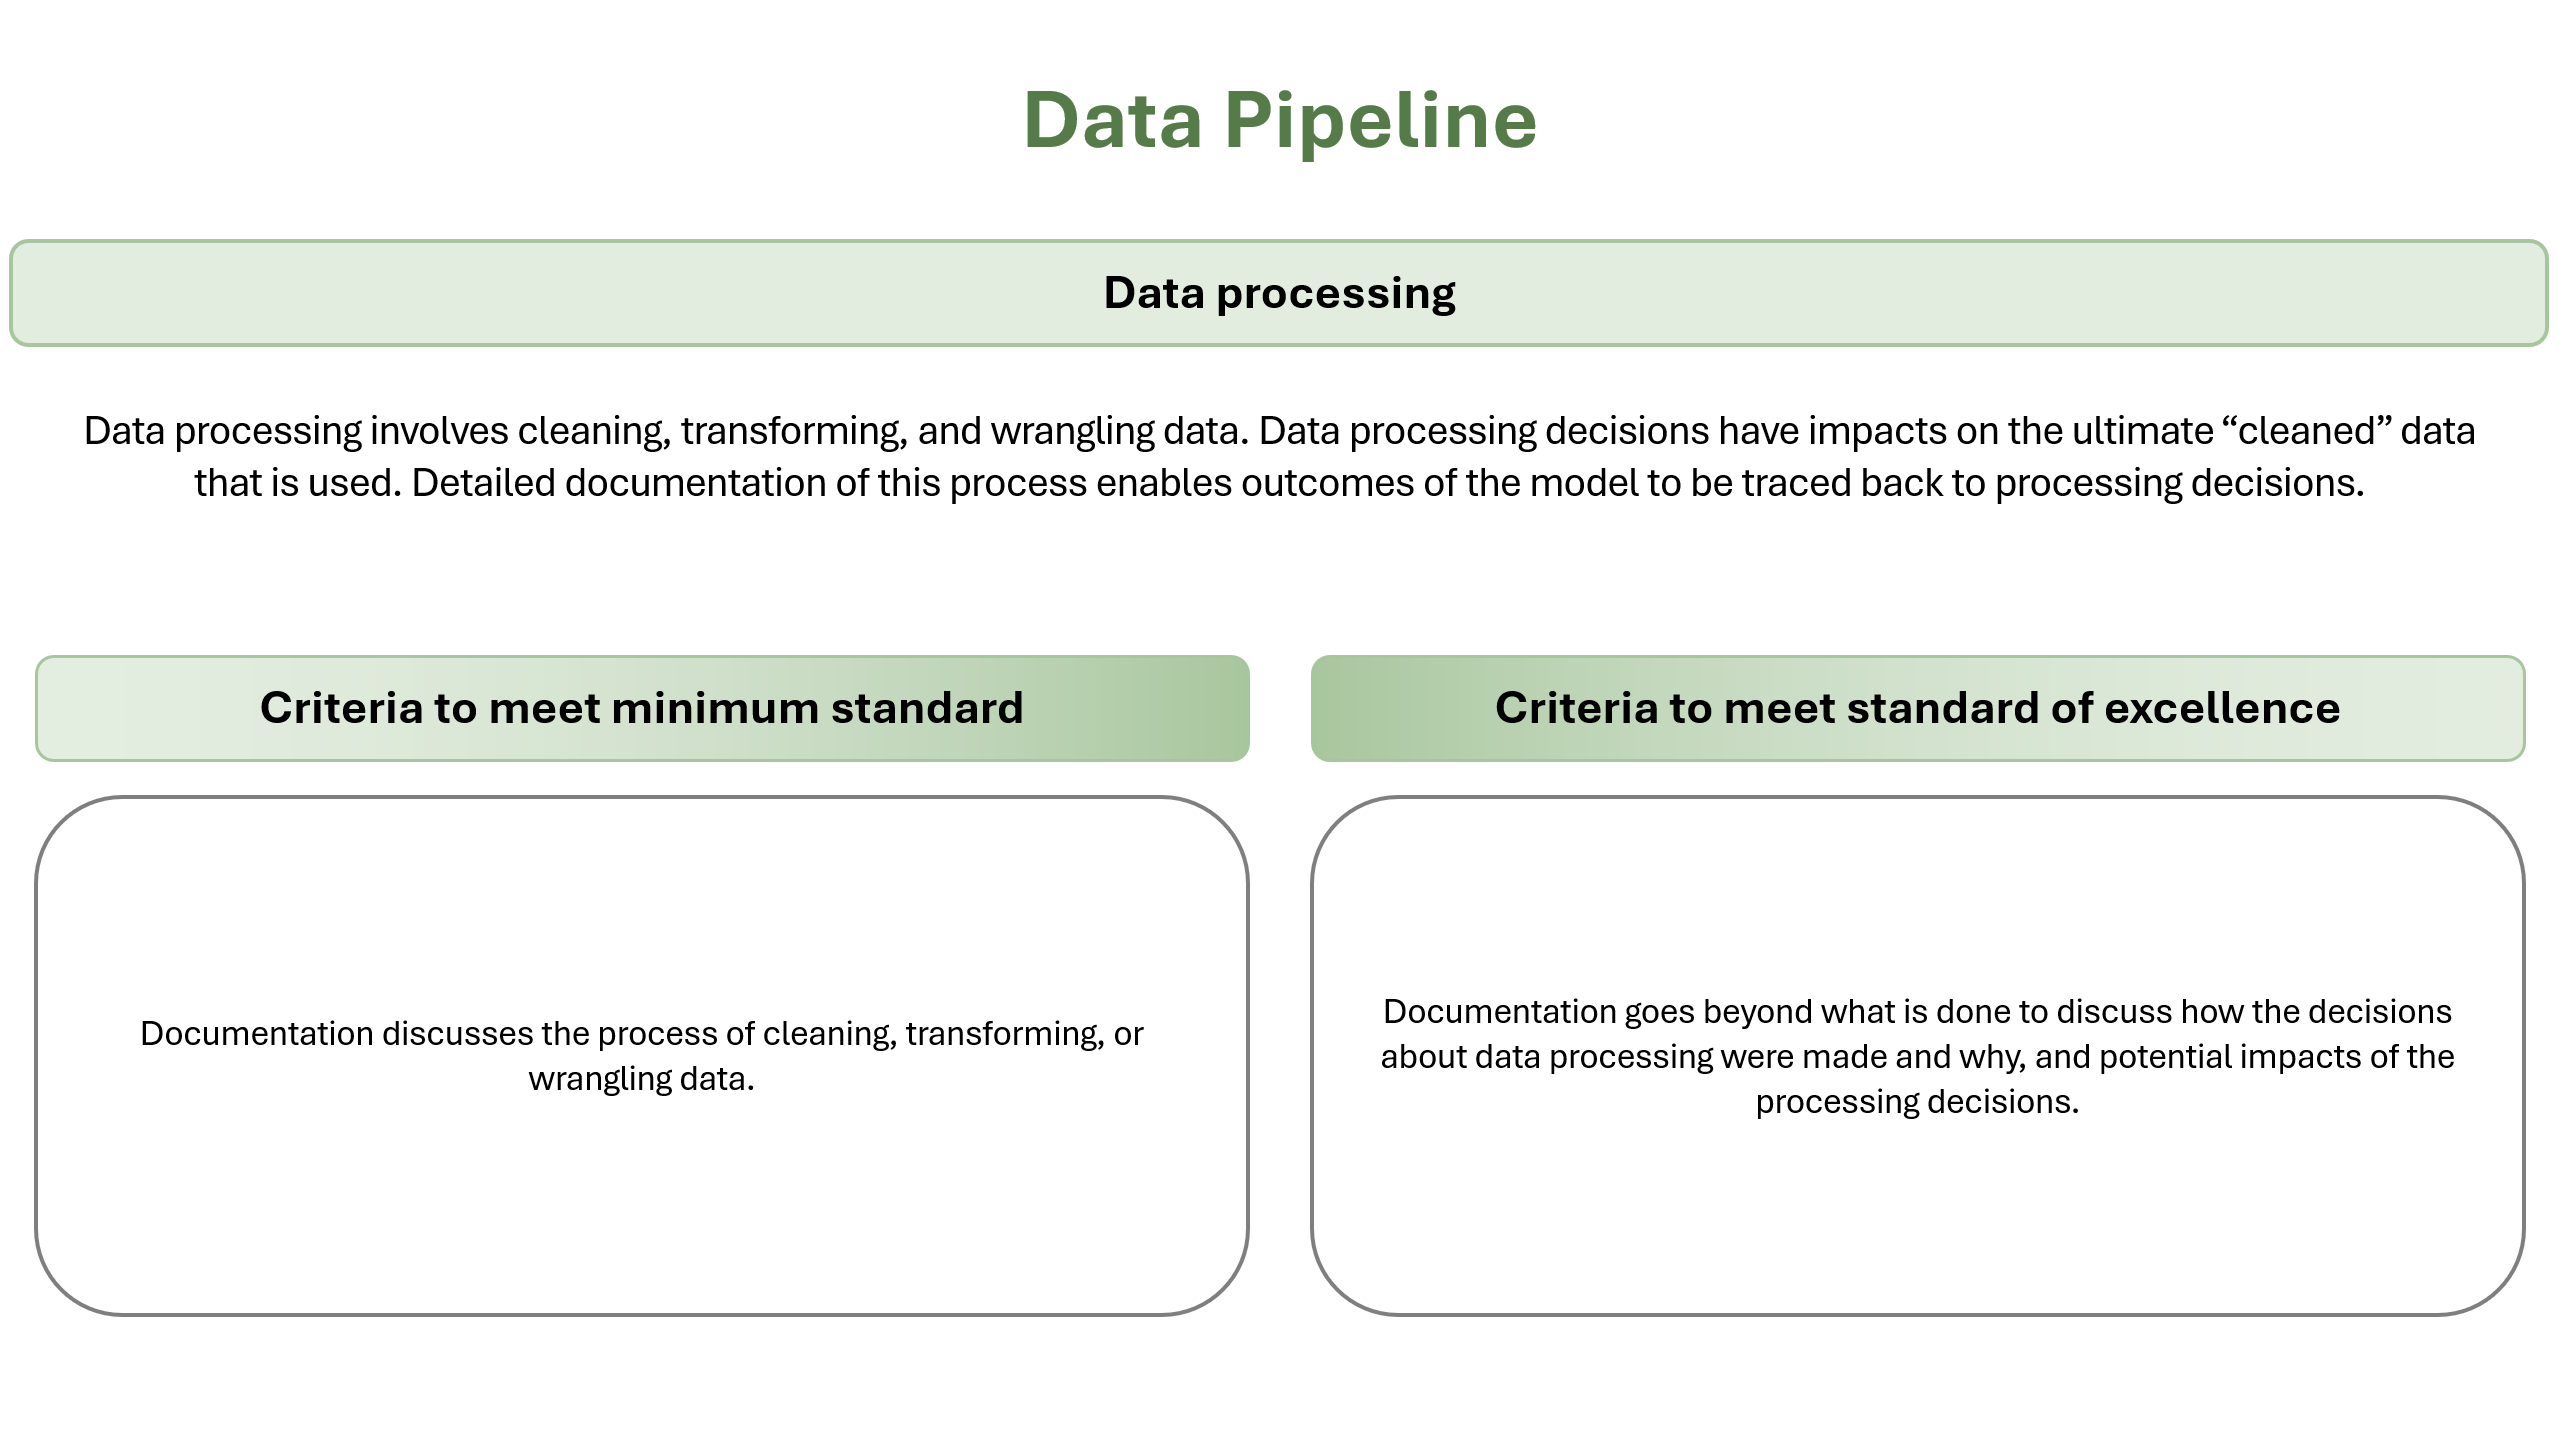 Data Pipeline
Data processing
Data processing involves cleaning, transforming, and wrangling data. Data processing decisions have impacts on the ultimate “cleaned” data
that is used. Detailed documentation of this process enables outcomes of the model to be traced back to processing decisions.
Criteria to meet minimum standard
Documentation discusses the process of cleaning, transforming, or
wrangling data.
Criteria to meet standard of excellence
Documentation goes beyond what is done to discuss how the decisions
about data processing were made and why, and potential impacts of the
processing decisions.